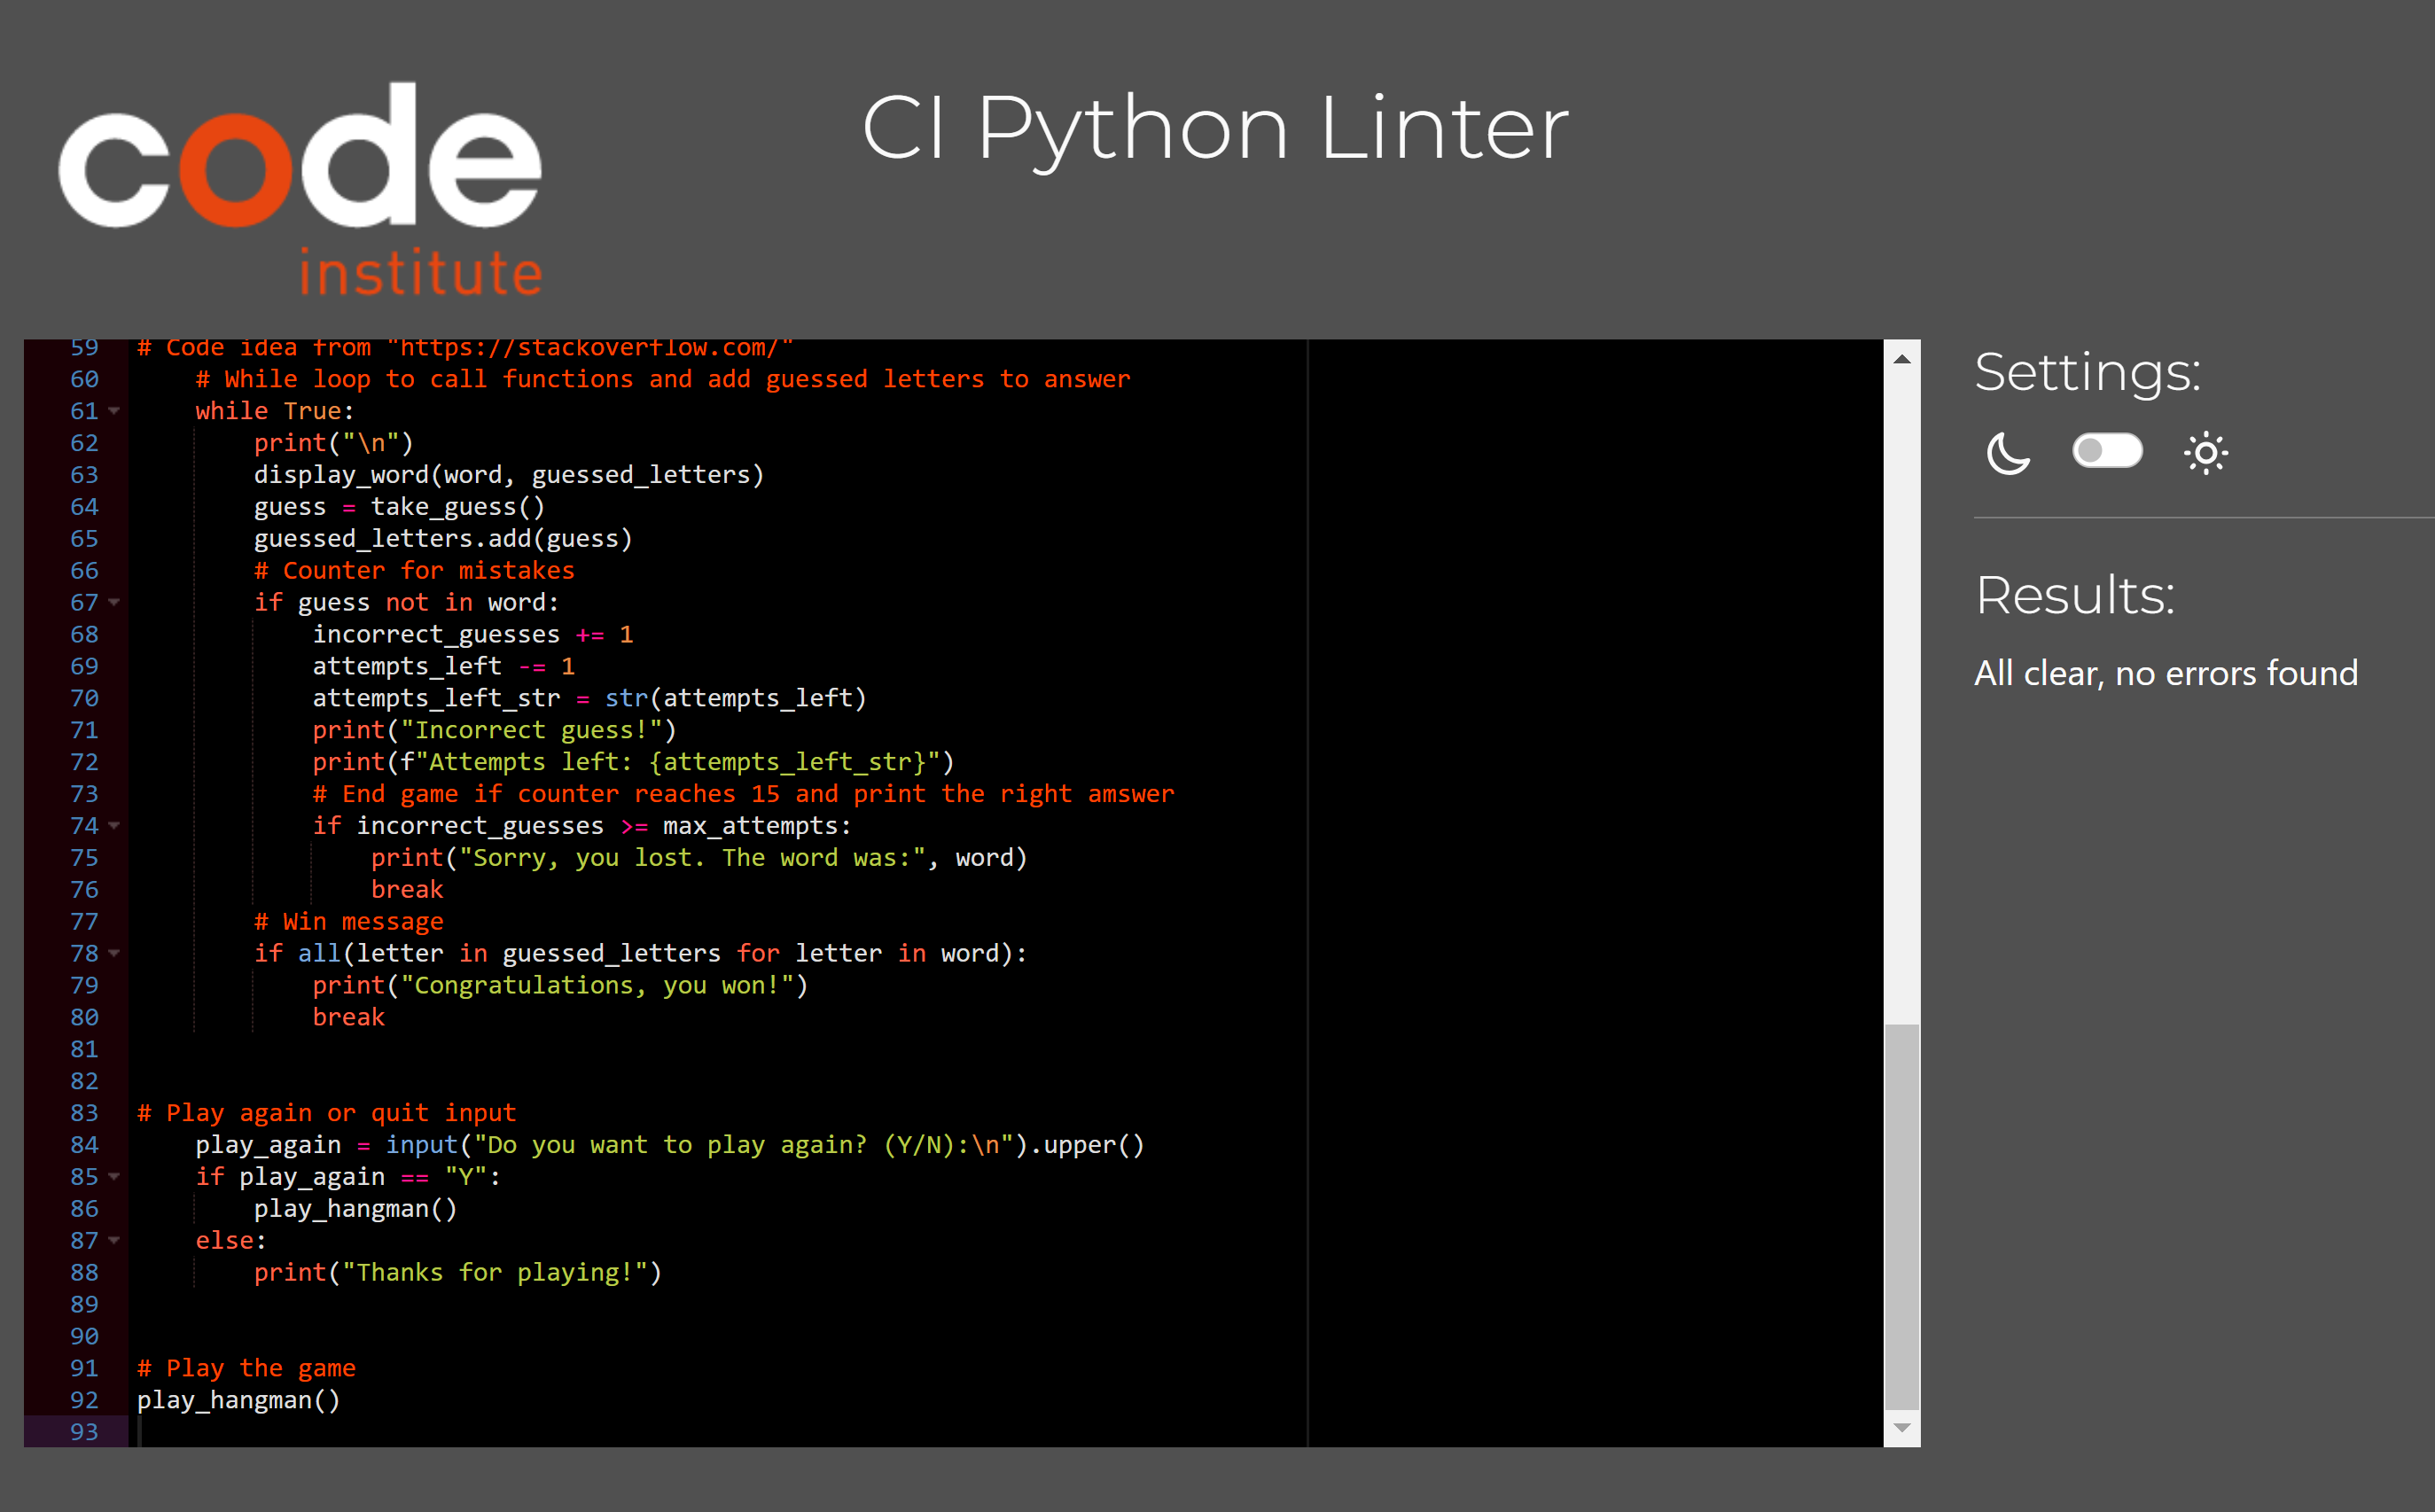 code
institute
CI Python Linter
59 # Code idea from "https://stackoverflow.com/"
60     # While loop to call functions and add guessed letters to answer
61     while True:
62         print("\n")
63         display_word(word, guessed_letters)
64         guess = take_guess()
65         guessed_letters.add(guess)
66         # Counter for mistakes
67         if guess not in word:
68             incorrect_guesses += 1
69             attempts_left -= 1
70             attempts_left_str = str(attempts_left)
71             print("Incorrect guess!")
72             print(f"Attempts left: {attempts_left_str}")
73             # End game if counter reaches 15 and print the right amswer
74             if incorrect_guesses >= max_attempts:
75                 print("Sorry, you lost. The word was:", word)
76                 break
77         # Win message
78         if all(letter in guessed_letters for letter in word):
79             print("Congratulations, you won!")
80             break
81
82
83 # Play again or quit input
84     play_again = input("Do you want to play again? (Y/N):\n").upper()
85     if play_again == "Y":
86         play_hangman()
87     else:
88         print("Thanks for playing!")
89
90
91 # Play the game
92 play_hangman()
93
Settings:
Results:
All clear, no errors found